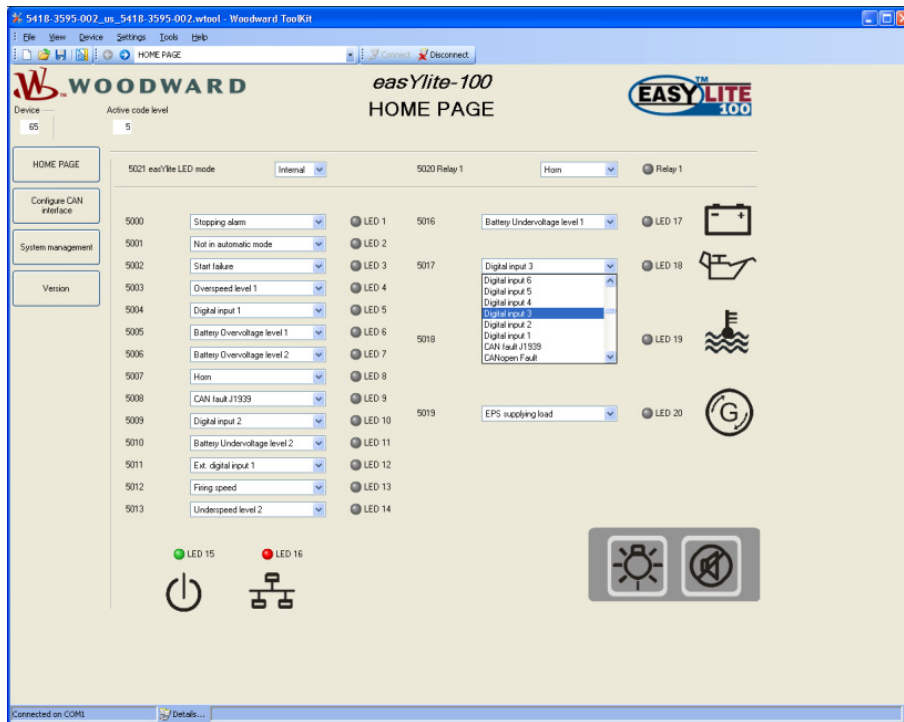 5418-3595-002_us_5418-3595-002.wtool - Woodward ToolKit
File View Device Settings Tools Help
HOME PAGE Connect Disconnect
WOODWARD
easYlite-100
HOME PAGE
EASYLITE™ 100
Device Active code level
65 5
HOME PAGE
Configure CAN interface
System management
Version
5021 easYlite LED mode Internal 5020 Relay 1 Horn Relay 1
5000 Stopping alarm LED 1
5001 Not in automatic mode LED 2
5002 Start failure LED 3
5003 Overspeed level 1 LED 4
5004 Digital input 1 LED 5
5005 Battery Overvoltage level 1 LED 6
5006 Battery Overvoltage level 2 LED 7
5007 Horn LED 8
5008 CAN fault J1939 LED 9
5009 Digital input 2 LED 10
5010 Battery Undervoltage level 2 LED 11
5011 Ext. digital input 1 LED 12
5012 Firing speed LED 13
5013 Underspeed level 2 LED 14
5016 Battery Undervoltage level 1 LED 17
5017 Digital input 3 LED 18
Digital input 6
Digital input 5
Digital input 4
Digital input 3
Digital input 2
Digital input 1
CAN fault J1939
CANopen Fault
5018 LED 19
5019 EPS supplying load LED 20
G
LED 15 LED 16
Connected on COM1 Details...